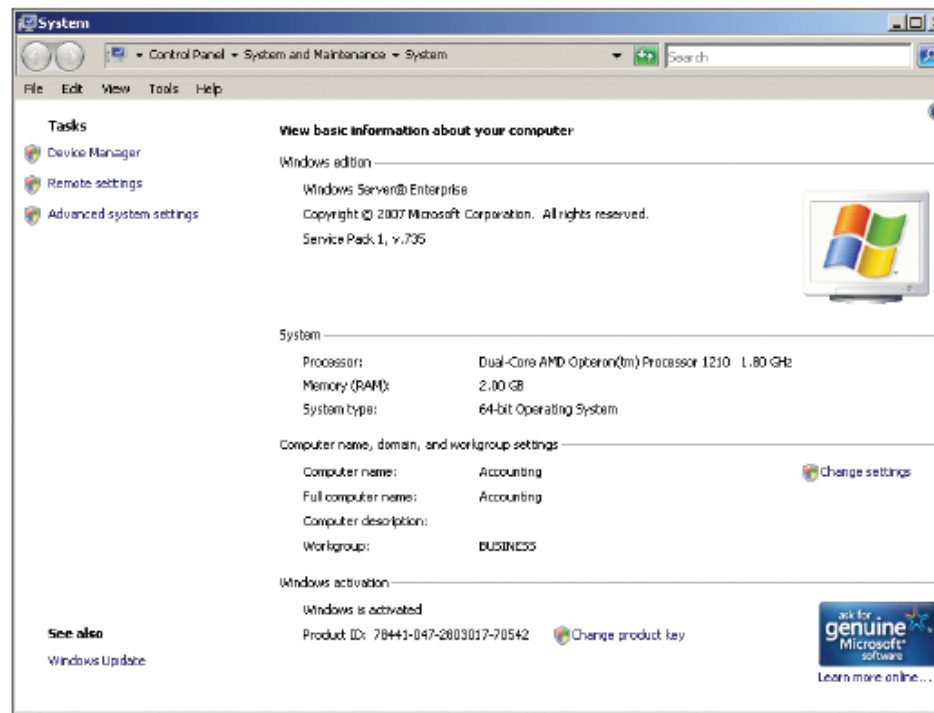 System
Control Panel System and Maintenance System
Search
File Edit View Tools Help
Tasks
Device Manager
Remote settings
Advanced system settings
View basic information about your computer
Windows edition
Windows Server® Enterprise
Copyright © 2007 Microsoft Corporation. All rights reserved.
Service Pack 1, v.735
System
Processor: Dual-Core AMD Opteron(tm) Processor 1210 1.80 GHz
Memory (RAM): 2.00 GB
System type: 64-bit Operating System
Computer name, domain, and workgroup settings
Computer name: Accounting
Change settings
Full computer name: Accounting
Computer description:
Workgroup: BUSINESS
Windows activation
Windows is activated
Product ID: 78441-047-2803017-70542 Change product key
ask for
genuine
Microsoft®
software
Learn more online...
See also
Windows Update